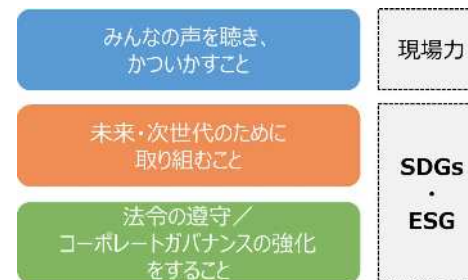 みんなの声を聴き、
かついかすこと
現場力
未来・次世代のために
取り組むこと
法令の遵守／
コーポレートガバナンスの強化
をすること
SDGs
・
ESG